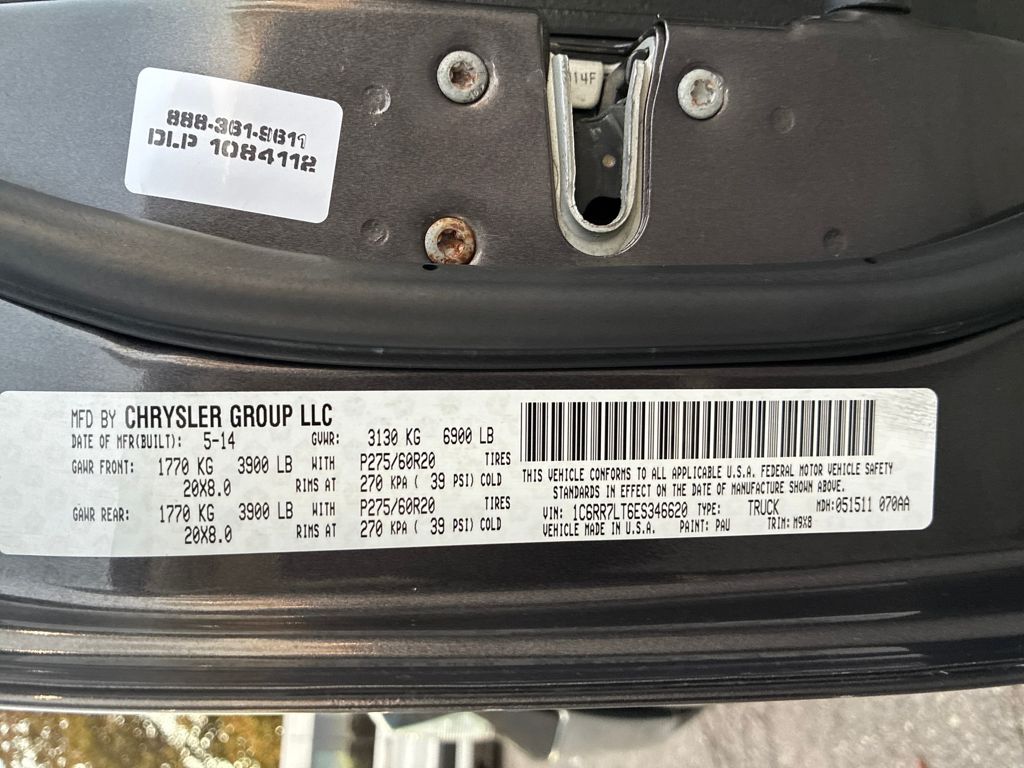 888-361-9611
DLP 1084112
14F
MFD BY CHRYSLER GROUP LLC
DATE OF MFR(BUILT): 5-14 GVWR: 3130 KG 6900 LB
GAWR FRONT: 1770 KG 3900 LB WITH P275/60R20 TIRES
20X8.0 RIMS AT 270 KPA ( 39 PSI) COLD
GAWR REAR: 1770 KG 3900 LB WITH P275/60R20 TIRES
20X8.0 RIMS AT 270 KPA ( 39 PSI) COLD
THIS VEHICLE CONFORMS TO ALL APPLICABLE U.S.A. FEDERAL MOTOR VEHICLE SAFETY
STANDARDS IN EFFECT ON THE DATE OF MANUFACTURE SHOWN ABOVE.
VIN: 1C6RR7LT6ES346620 TYPE: TRUCK MDH: 051511 070AA
VEHICLE MADE IN U.S.A. PAINT: PAU TRIM: M9X8